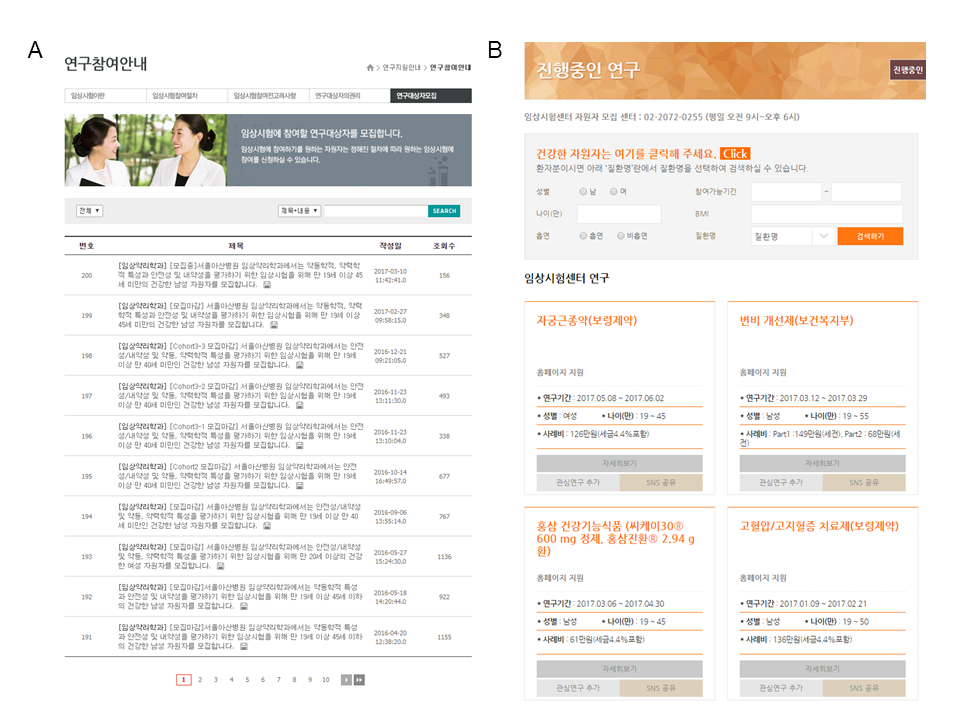 A
연구참여안내
연구지원안내 > 연구참여안내
임상시험이란
임상시험참여절차
임상시험참여전고려사항
연구대상자의권리
연구대상자모집
임상시험에 참여할 연구대상자를 모집합니다.
임상시험에 참여하기를 원하는 자원자는 정해진 절차에 따라 원하는 임상시험에
참여를 신청하실 수 있습니다.
전체
제목+내용
SEARCH
번호 제목 작성일 조회수
200
[임상약리학과] [모집중]서울아산병원 임상약리학과에서는 약동학적, 약력학
적 특성과 안전성 및 내약성을 평가하기 위한 임상시험을 위해 만 19세 이상 45
세 미만의 건강한 남성 자원자를 모집합니다.
2017-03-10
11:42:41.0
156
199
[임상약리학과] [모집마감] 서울아산병원 임상약리학과에서는 약동학적, 약력
학적 특성과 안전성 및 내약성을 평가하기 위한 임상시험을 위해 만 19세 이상
45세 미만의 건강한 남성 자원자를 모집합니다.
2017-02-27
09:58:15.0
348
198
[임상약리학과] [Cohort3-3 모집마감] 서울아산병원 임상약리학과에서는 안전
성/내약성 및 약동, 약력학적 특성을 평가하기 위한 임상시험을 위해 만 19세
이상 만 40세 미만인 건강한 남성 자원자를 모집합니다.
2016-12-21
09:21:05.0
527
197
[임상약리학과] [Cohort3-2 모집마감] 서울아산병원 임상약리학과에서는 안전
성/내약성 및 약동, 약력학적 특성을 평가하기 위한 임상시험을 위해 만 19세
이상 만 40세 미만인 건강한 남성 자원자를 모집합니다.
2016-11-23
13:11:30.0
493
196
[임상약리학과] [Cohort3-1 모집마감] 서울아산병원 임상약리학과에서는 안전
성/내약성 및 약동, 약력학적 특성을 평가하기 위한 임상시험을 위해 만 19세
이상 만 40세 미만인 건강한 남성 자원자를 모집합니다.
2016-11-23
13:10:04.0
338
195
[임상약리학과] [Cohort2 모집마감] 서울아산병원 임상약리학과에서는 안전
성/내약성 및 약동, 약력학적 특성을 평가하기 위한 임상시험을 위해 만 19세
이상 만 40세 미만인 건강한 남성 자원자를 모집합니다.
2016-10-14
16:49:57.0
677
194
[임상약리학과] [모집마감] 서울아산병원 임상약리학과에서는 안전성/내약성
및 약동, 약력학적 특성을 평가하기 위한 임상시험을 위해 만 19세 이상 만 40
세 미만인 건강한 남성 자원자를 모집합니다.
2016-09-06
13:55:14.0
767
193
[임상약리학과] [모집마감] 서울아산병원 임상약리학과에서는 안전성/내약성
및 약동, 약력학적 특성을 평가하기 위한 임상시험을 위해 만 20세 이상의 건강
한 여성 자원자를 모집합니다.
2016-05-27
15:24:30.0
1136
192
[임상약리학과] [모집마감]서울아산병원 임상약리학과에서는 약동학적 특성
과 안전성 및 내약성을 평가하기 위한 임상시험을 위해 만 19세 이상 45세 이하
의 건강한 남성 자원자를 모집합니다.
2016-05-18
14:20:44.0
922
191
[임상약리학과] [모집마감]서울아산병원 임상약리학과에서는 약동학적 특성
과 안전성 및 내약성을 평가하기 위한 임상시험을 위해 만 19세 이상 45세 이하
의 건강한 남성 자원자를 모집합니다.
2016-04-20
12:38:20.0
1155
1 2 3 4 5 6 7 8 9 10
B
진행중인 연구
진행중인
임상시험센터 자원자 모집 센터 : 02-2072-0255 (평일 오전 9시~오후 6시)
건강한 자원자는 여기를 클릭해 주세요. Click
환자분이시면 아래 '질환명'란에서 질환명을 선택하여 검색하실 수 있습니다.
성별 남 여 참여가능기간 ~
나이(만) BMI
흡연 흡연 비흡연 질환명 질환명 검색하기
임상시험센터 연구
자궁근종약(보령제약)
홈페이지 지원
• 연구기간 : 2017.05.08 ~ 2017.06.02
• 성별 : 여성 • 나이(만) : 19 ~ 45
• 사례비 : 126만원(세금4.4%포함)
자세히보기
관심연구 추가 SNS 공유
변비 개선제(보건복지부)
홈페이지 지원
• 연구기간 : 2017.03.12 ~ 2017.03.29
• 성별 : 남성 • 나이(만) : 19 ~ 55
• 사례비 : Part1 :149만원(세전), Part2 : 68만원(세
전)
자세히보기
관심연구 추가 SNS 공유
홍삼 건강기능식품 (씨케이30®
600 mg 정제, 홍삼진환® 2.94 g
환)
홈페이지 지원
• 연구기간 : 2017.03.06 ~ 2017.04.30
• 성별 : 남성 • 나이(만) : 19 ~ 45
• 사례비 : 61만원(세금4.4%포함)
자세히보기
관심연구 추가 SNS 공유
고혈압/고지혈증 치료제(보령제약)
홈페이지 지원
• 연구기간 : 2017.01.09 ~ 2017.02.21
• 성별 : 남성 • 나이(만) : 19 ~ 50
• 사례비 : 136만원(세금4.4%포함)
자세히보기
관심연구 추가 SNS 공유